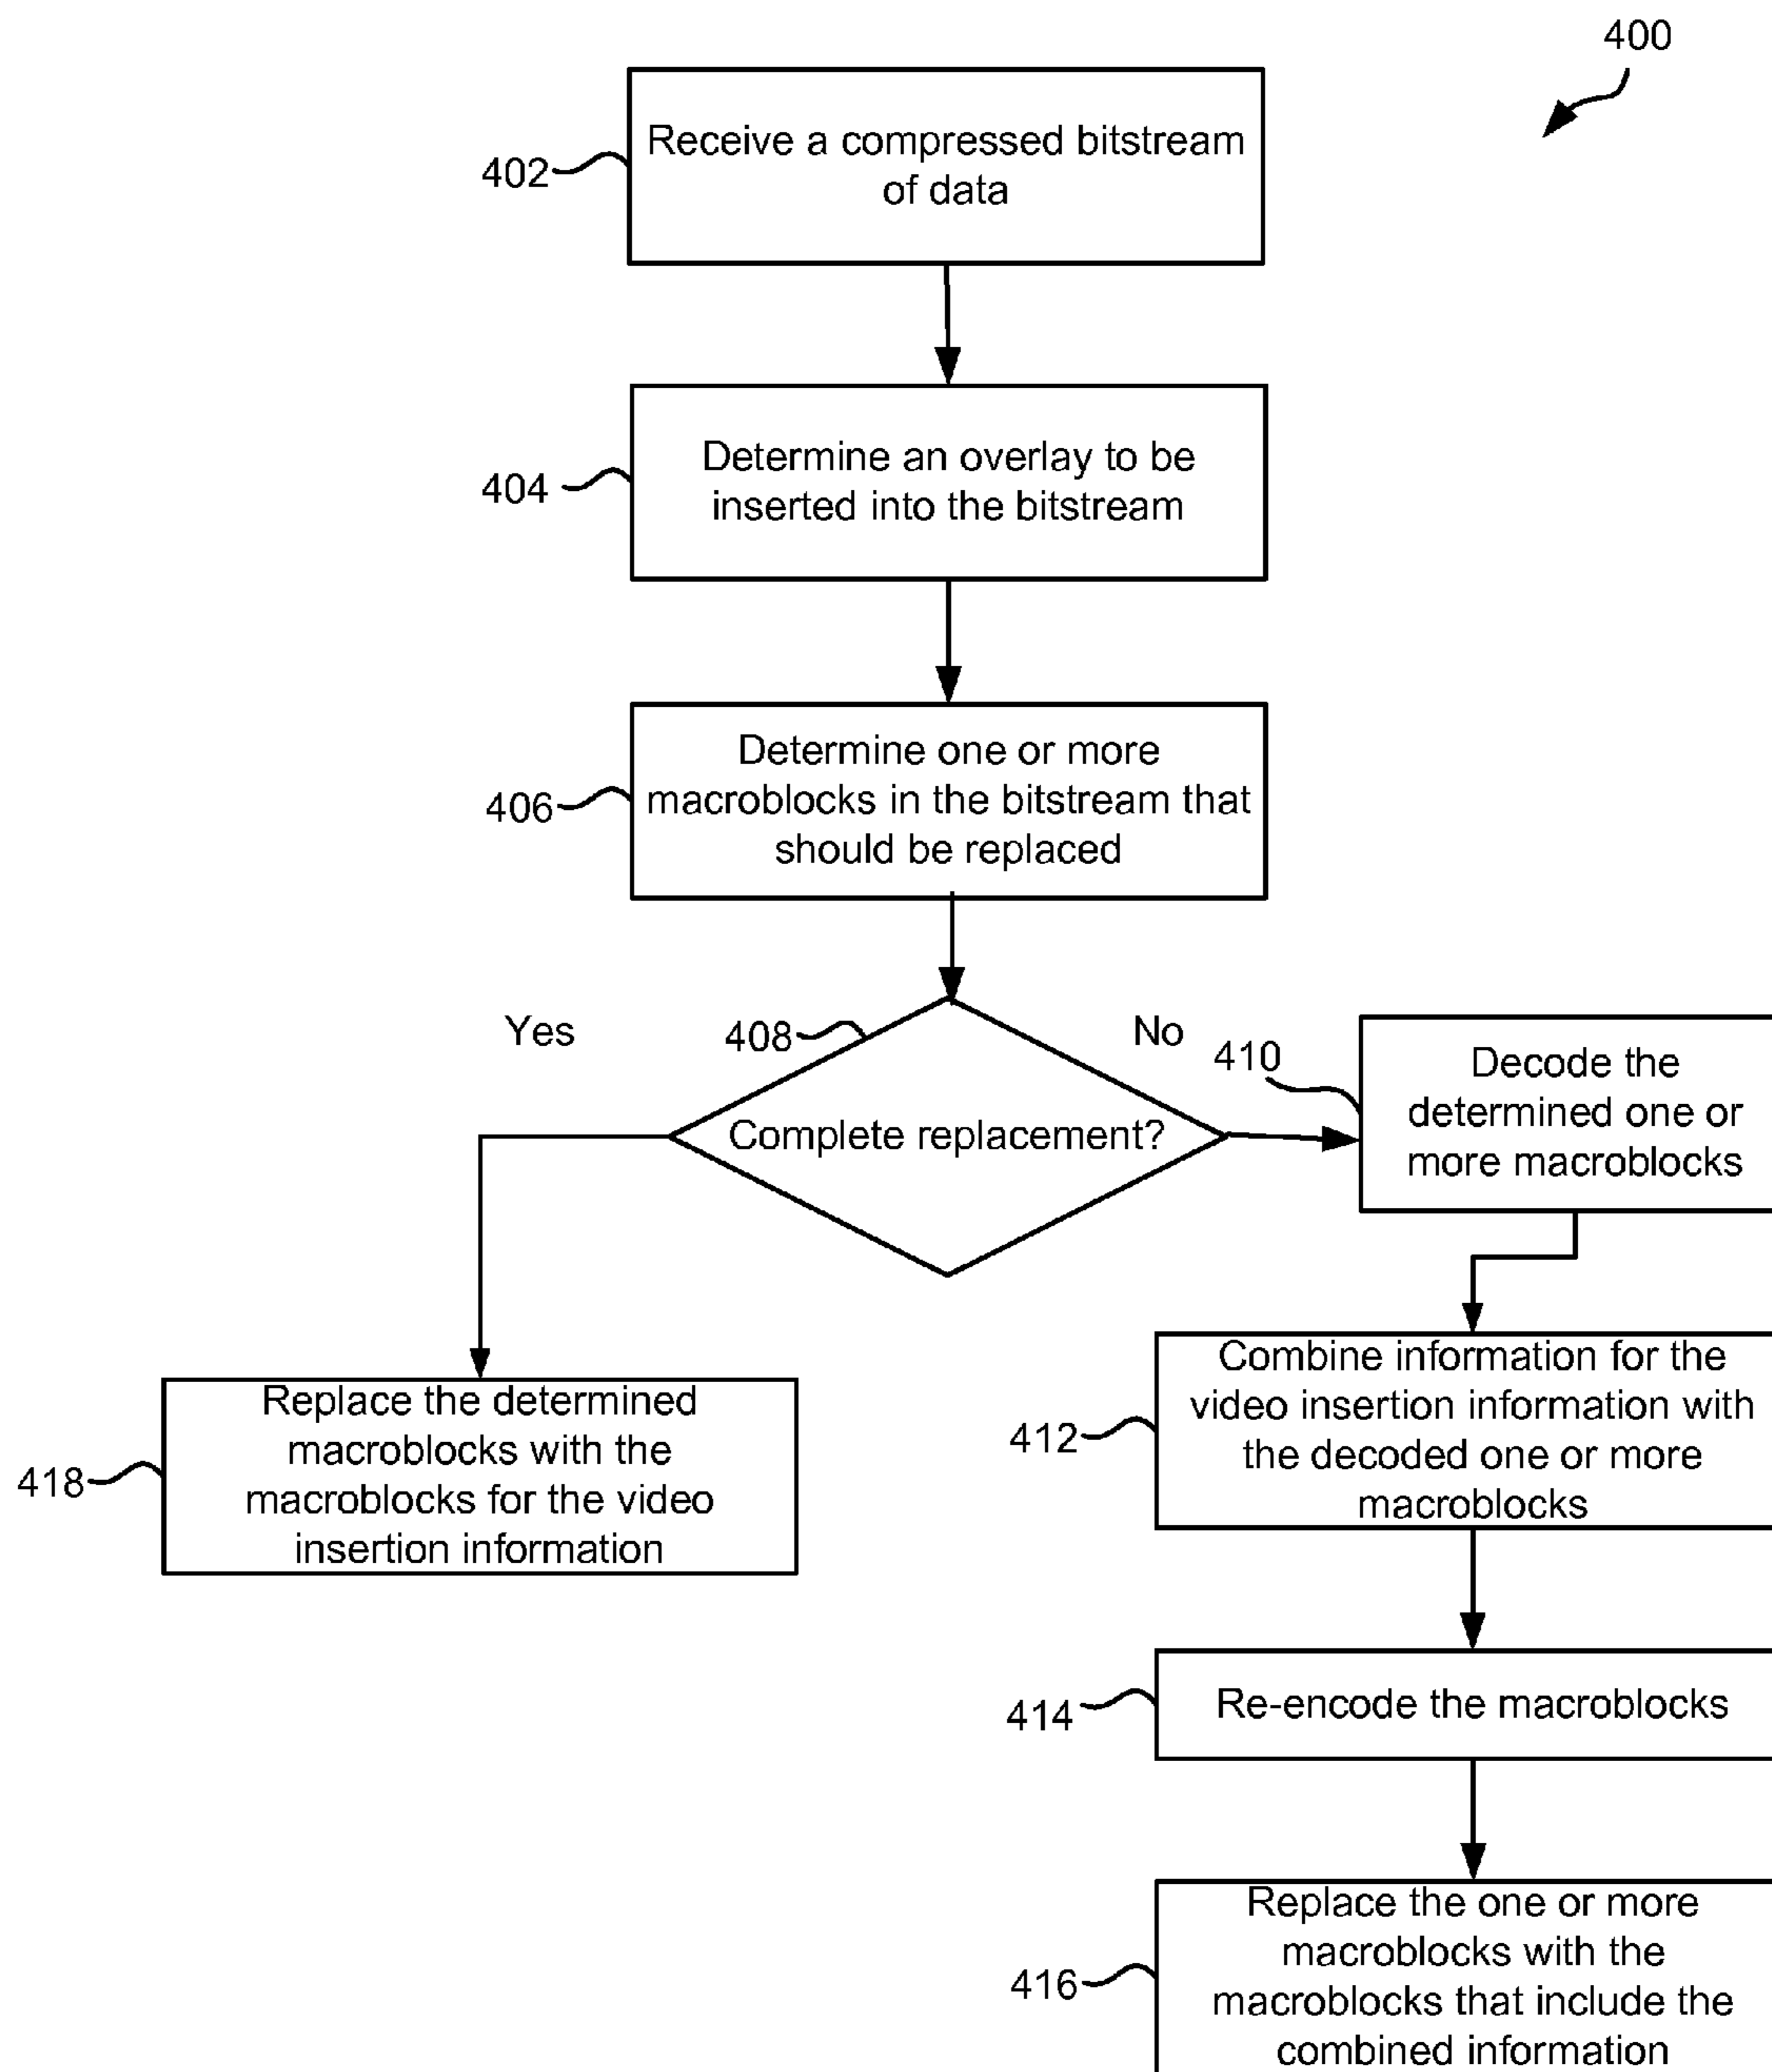 400
402
Receive a compressed bitstream
of data
404
Determine an overlay to be
inserted into the bitstream
406
Determine one or more
macroblocks in the bitstream that
should be replaced
Yes
408
No
Complete replacement?
410
Decode the
determined one or
more macroblocks
418
Replace the determined
macroblocks with the
macroblocks for the video
insertion information
412
Combine information for the
video insertion information with
the decoded one or more
macroblocks
414
Re-encode the macroblocks
416
Replace the one or more
macroblocks with the
macroblocks that include the
combined information